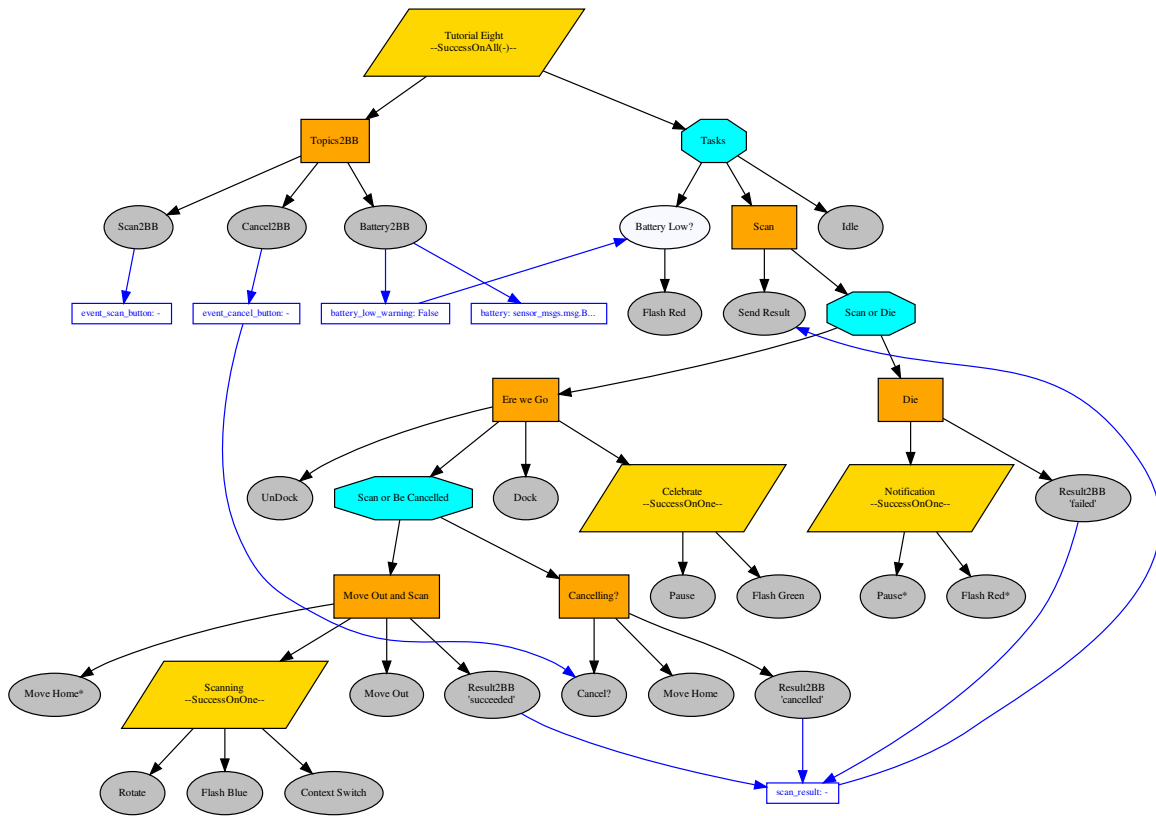 Tutorial Eight
--SuccessOnAll(-)--
Topics2BB
Tasks
Scan2BB
Cancel2BB
Battery2BB
Battery Low?
Scan
Idle
event_scan_button: -
event_cancel_button: -
battery_low_warning: False
battery: sensor_msgs.msg.B...
Flash Red
Send Result
Scan or Die
Ere we Go
Die
UnDock
Scan or Be Cancelled
Dock
Celebrate
--SuccessOnOne--
Notification
--SuccessOnOne--
Result2BB
'failed'
Move Out and Scan
Cancelling?
Pause
Flash Green
Pause*
Flash Red*
Move Home*
Scanning
--SuccessOnOne--
Move Out
Result2BB
'succeeded'
Cancel?
Move Home
Result2BB
'cancelled'
Rotate
Flash Blue
Context Switch
scan_result: -